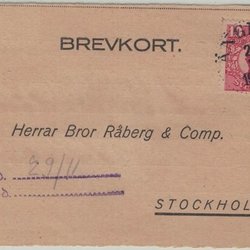 BREVKORT.
Herrar Bror Råberg & Comp.
29/11
STOCKHOL